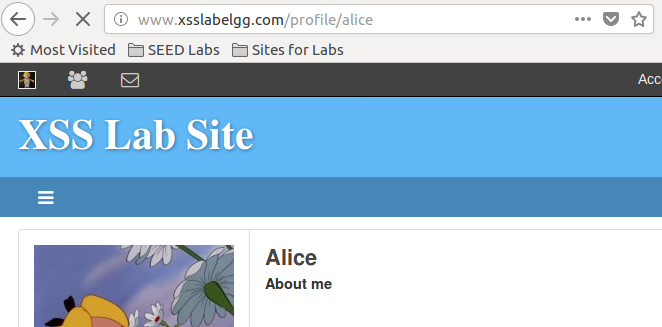 www.xsslabelgg.com/profile/alice
Most Visited SEED Labs Sites for Labs
Acc
XSS Lab Site
Alice
About me